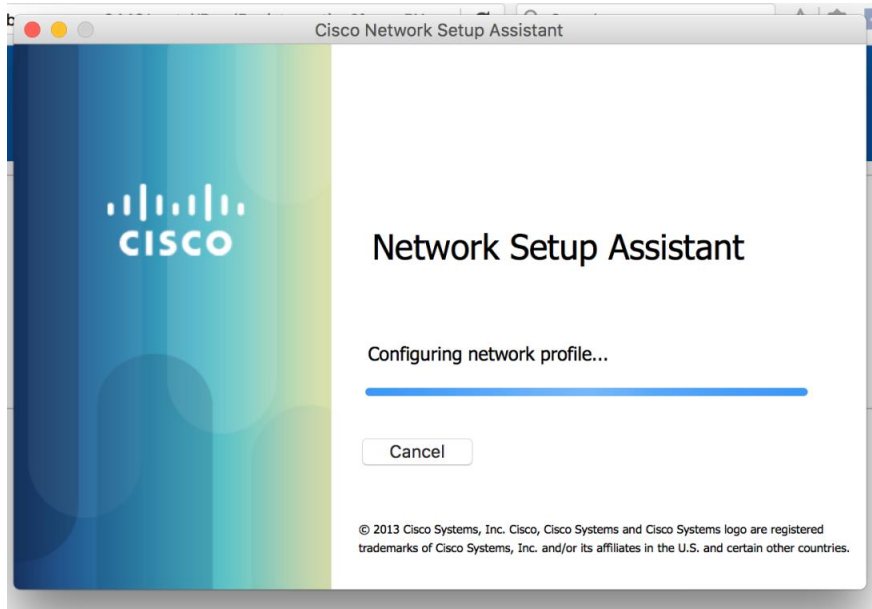 Cisco Network Setup Assistant
CISCO
Network Setup Assistant
Configuring network profile...
Cancel
© 2013 Cisco Systems, Inc. Cisco, Cisco Systems and Cisco Systems logo are registered
trademarks of Cisco Systems, Inc. and/or its affiliates in the U.S. and certain other countries.